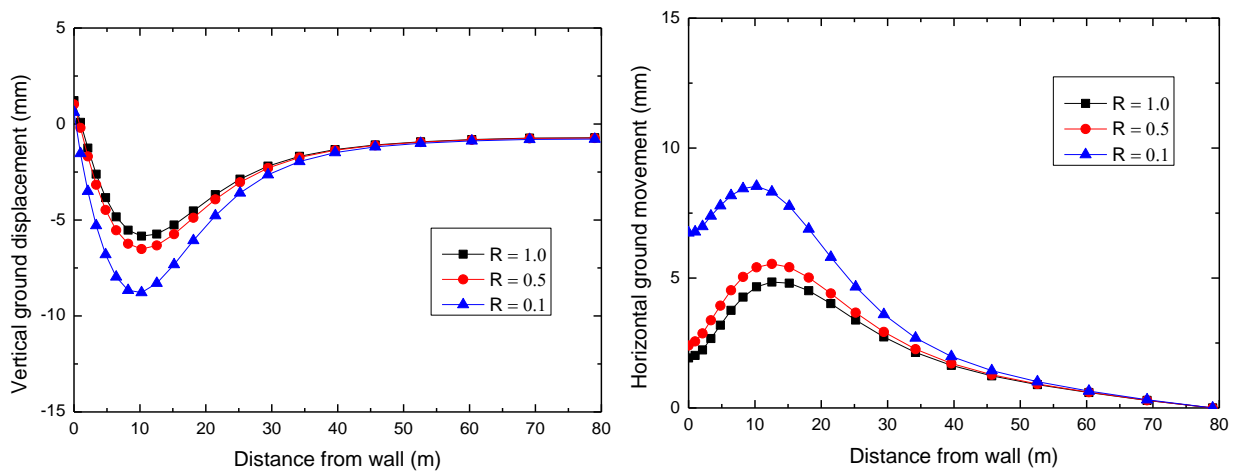 5
0
-5
-10
-15
Vertical ground displacement (mm)
R = 1.0
R = 0.5
R = 0.1
0 10 20 30 40 50 60 70 80
Distance from wall (m)
15
10
5
0
Horizontal ground movement (mm)
R = 1.0
R = 0.5
R = 0.1
0 10 20 30 40 50 60 70 80
Distance from wall (m)